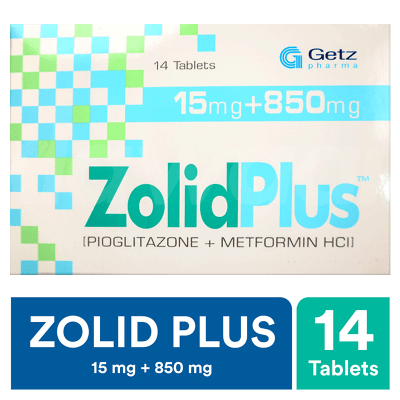 Getz
pharma
14 Tablets
15mg+850mg
ZolidPlus™
[PIOGLITAZONE + METFORMIN HCl]
ZOLID PLUS
15 mg + 850 mg
14
Tablets